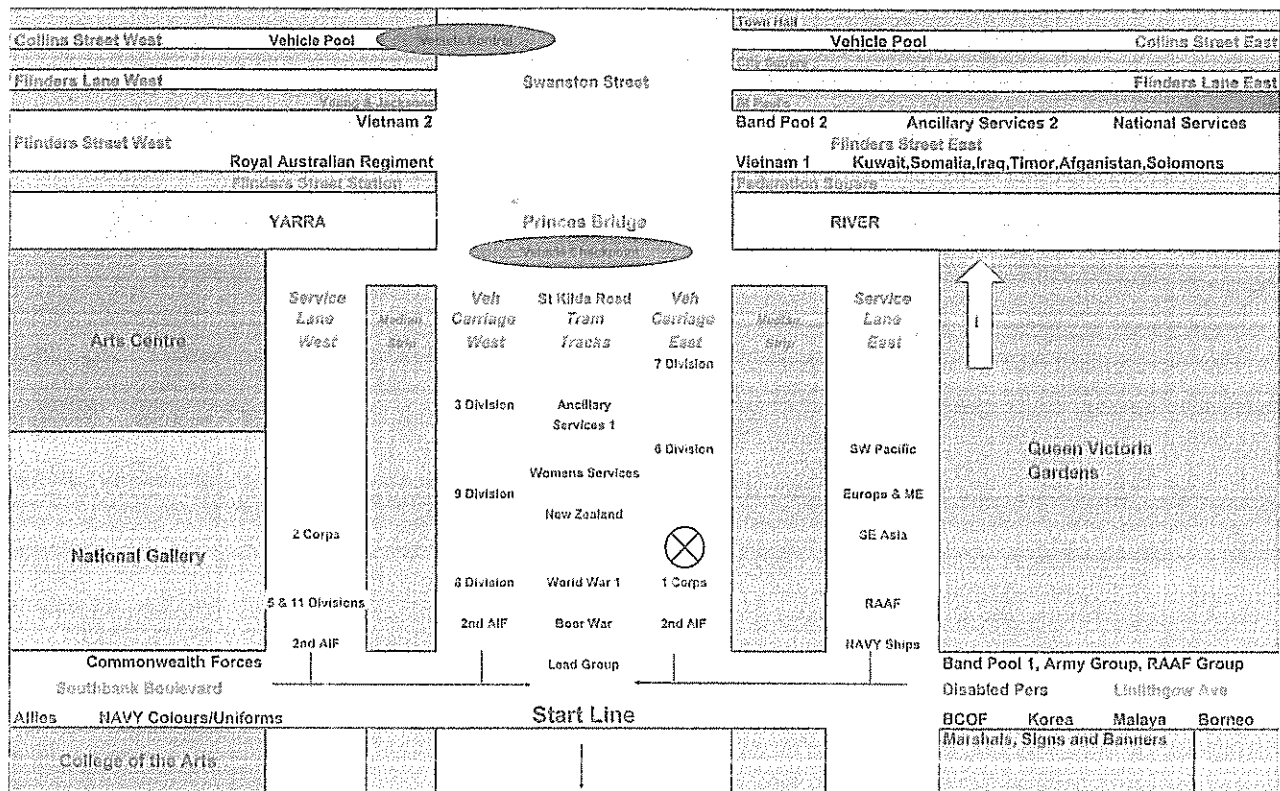 Town Hall
Collins Street West Vehicle Pool Vehicle Control Vehicle Pool Collins Street East
City Square
Flinders Lane West Swanston Street Flinders Lane East
Young & Jacksons St Pauls
Vietnam 2 Band Pool 2 Ancillary Services 2 National Services
Flinders Street West Flinders Street East
Royal Australian Regiment Vietnam 1 Kuwait,Somalia,Iraq,Timor,Afganistan,Solomons
Flinders Street Station Federation Square
YARRA Princes Bridge RIVER
Service Lane West
Median Strip
Veh Carriage West
St Kilda Road Tram Tracks
Veh Carriage East
Median Strip
Service Lane East
Arts Centre
7 Division
3 Division Ancillary
Services 1
6 Division SW Pacific Queen Victoria
Gardens
Womens Services
9 Division Europe & ME
New Zealand
National Gallery 2 Corps SE Asia
8 Division World War 1 1 Corps
5 & 11 Divisions RAAF
2nd AIF Boer War 2nd AIF
2nd AIF NAVY Ships
Commonwealth Forces Lead Group Band Pool 1, Army Group, RAAF Group
Southbank Boulevard Disabled Pers Linlithgow Ave
Allies NAVY Colours/Uniforms Start Line BCOF Korea Malaya Borneo
Marshals, Signs and Banners
College of the Arts